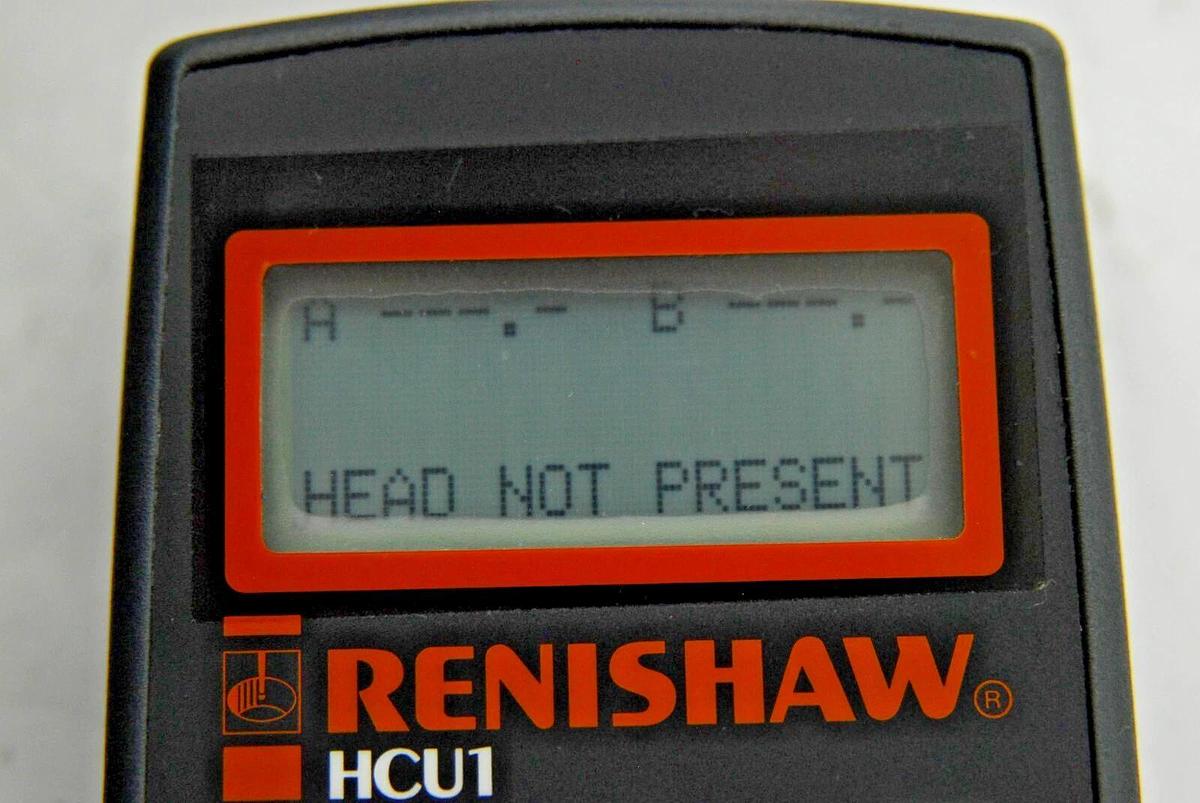 A ---.- B ---.-
HEAD NOT PRESENT
RENISHAW®
HCU1